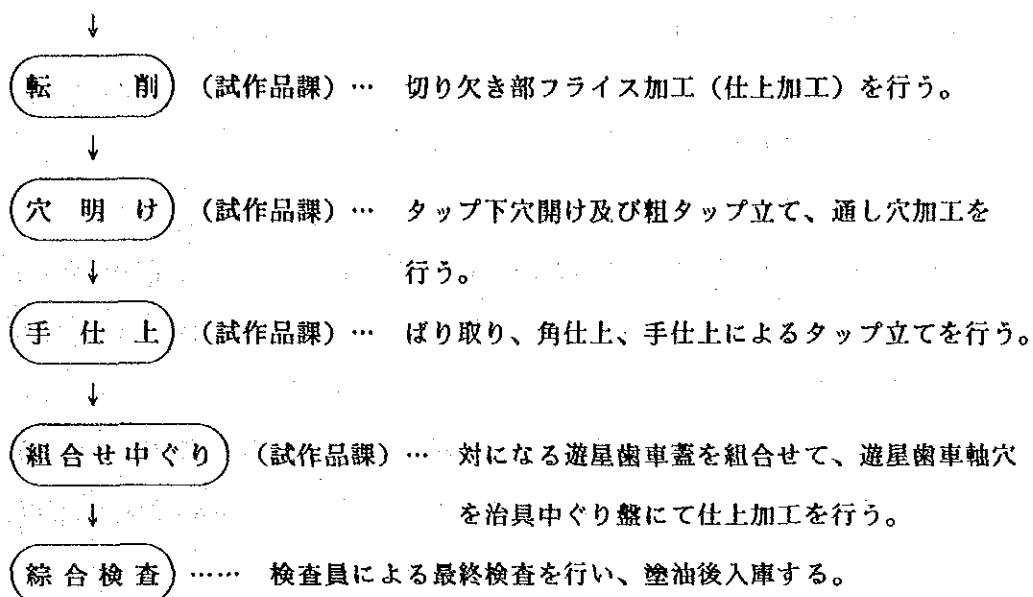 ↓
転　　削 (試作品課) … 切り欠き部フライス加工（仕上加工）を行う。
↓
穴　明　け (試作品課) … タップ下穴開け及び粗タップ立て、通し穴加工を
↓ 行う。
手　仕　上 (試作品課) … ばり取り、角仕上、手仕上によるタップ立てを行う。
↓
組合せ中ぐり (試作品課) … 対になる遊星歯車蓋を組合せて、遊星歯車軸穴
↓ を治具中ぐり盤にて仕上加工を行う。
綜合検査 …… 検査員による最終検査を行い、塗油後入庫する。